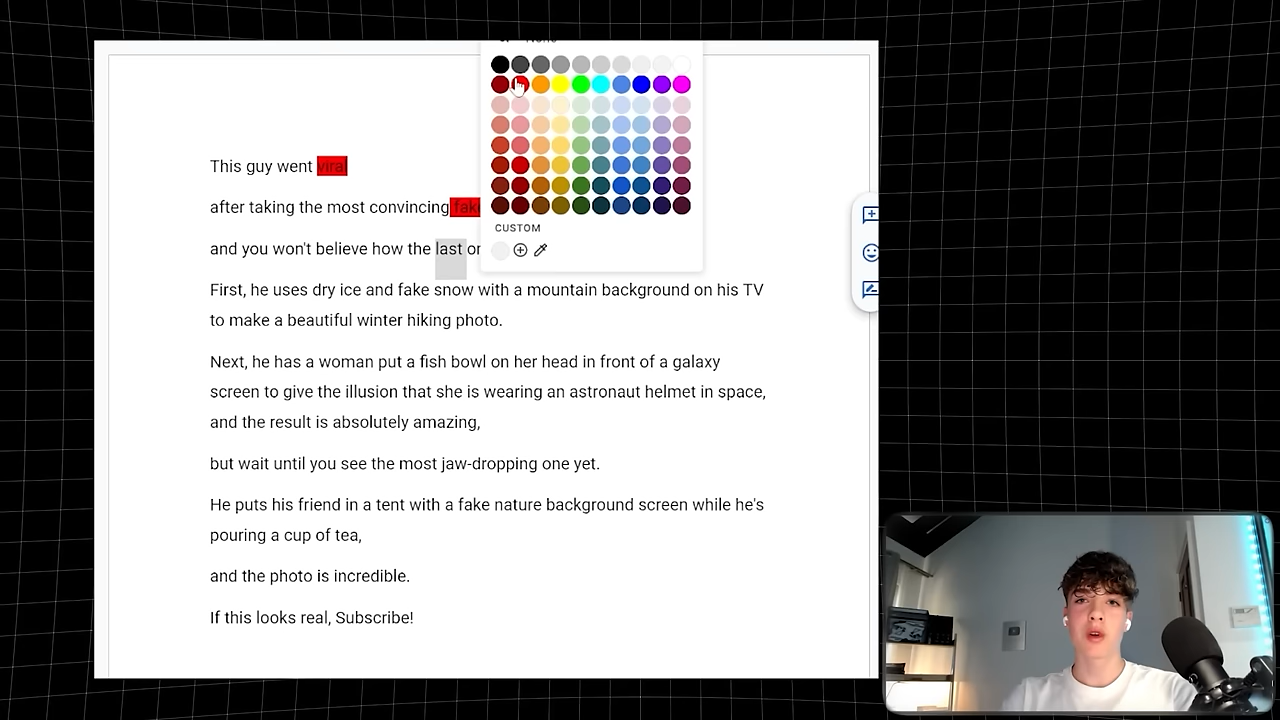 None
This guy went viral
after taking the most convincing fak
and you won't believe how the last or
First, he uses dry ice and fake snow with a mountain background on his TV
to make a beautiful winter hiking photo.
Next, he has a woman put a fish bowl on her head in front of a galaxy
screen to give the illusion that she is wearing an astronaut helmet in space,
and the result is absolutely amazing,
but wait until you see the most jaw-dropping one yet.
He puts his friend in a tent with a fake nature background screen while he's
pouring a cup of tea,
and the photo is incredible.
If this looks real, Subscribe!
CUSTOM